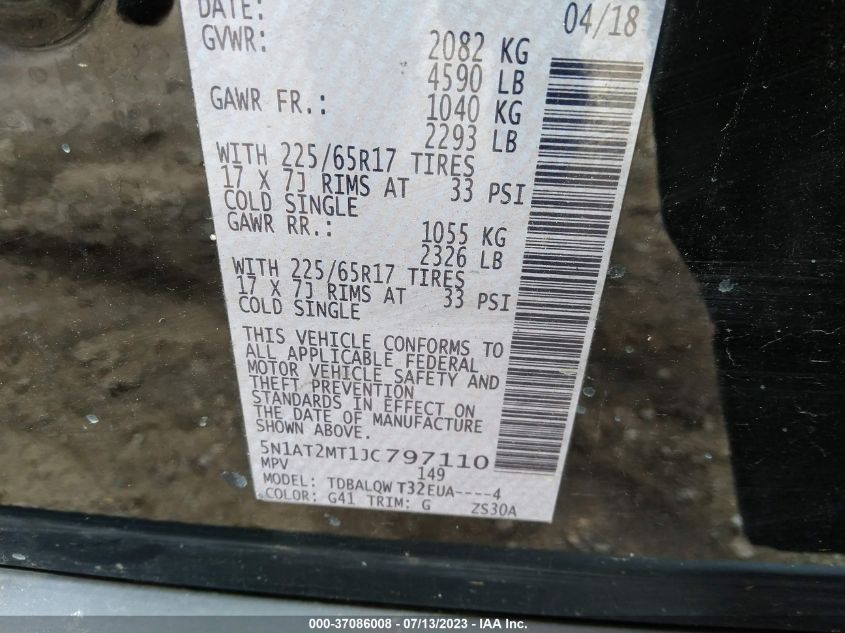 DATE: 04/18
GVWR: 2082 KG
4590 LB
GAWR FR.: 1040 KG
2293 LB
WITH 225/65R17 TIRES
17 X 7J RIMS AT 33 PSI
COLD SINGLE
GAWR RR.: 1055 KG
2326 LB
WITH 225/65R17 TIRES
17 X 7J RIMS AT 33 PSI
COLD SINGLE
THIS VEHICLE CONFORMS TO
ALL APPLICABLE FEDERAL
MOTOR VEHICLE SAFETY AND
THEFT PREVENTION
STANDARDS IN EFFECT ON
THE DATE OF MANUFACTURE
SHOWN ABOVE.
5N1AT2MT1JC797110
MPV 149
MODEL: TDBALQW T32EUA----4
COLOR: G41 TRIM: G ZS30A
000-37086008 - 07/13/2023 - IAA Inc.